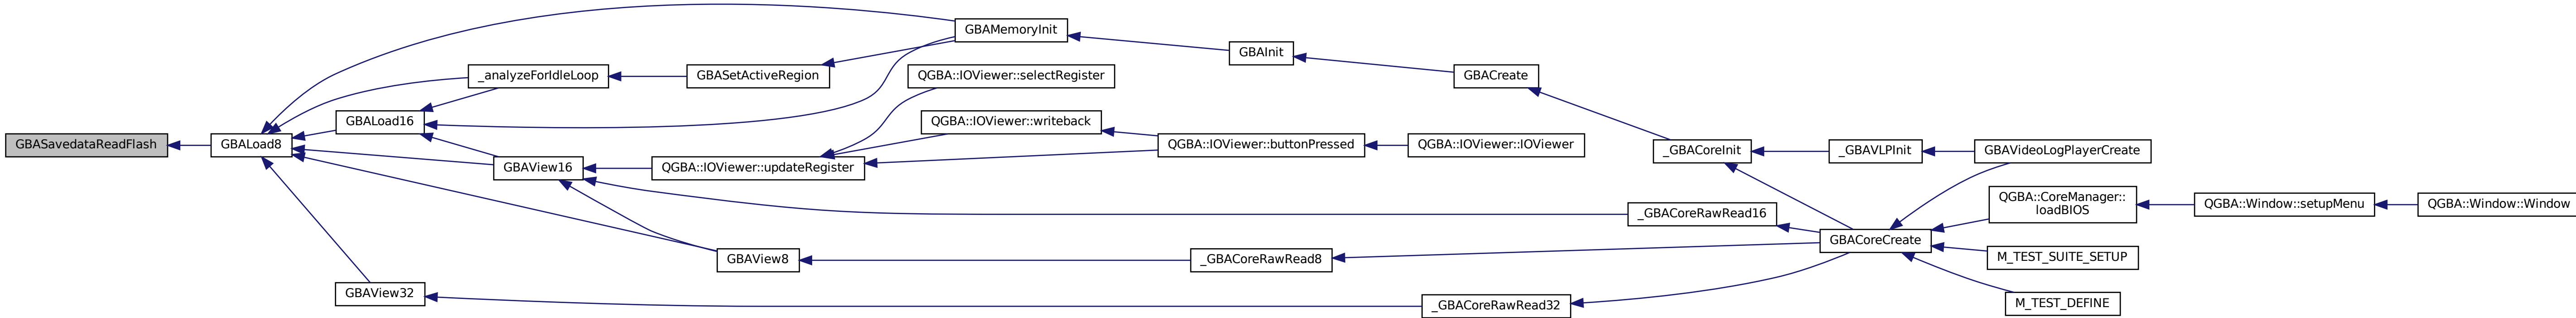 GBASavedataReadFlash
GBALoad8
GBAMemoryInit
_analyzeForIdleLoop
GBALoad16
GBAView16
GBAView8
GBAView32
GBASetActiveRegion
QGBA::IOViewer::updateRegister
QGBA::IOViewer::selectRegister
QGBA::IOViewer::writeback
QGBA::IOViewer::buttonPressed
QGBA::IOViewer::IOViewer
GBAInit
GBACreate
_GBACoreInit
_GBAVLPInit
GBAVideoLogPlayerCreate
_GBACoreRawRead16
_GBACoreRawRead8
_GBACoreRawRead32
GBACoreCreate
QGBA::CoreManager::
loadBIOS
QGBA::Window::setupMenu
QGBA::Window::Window
M_TEST_SUITE_SETUP
M_TEST_DEFINE